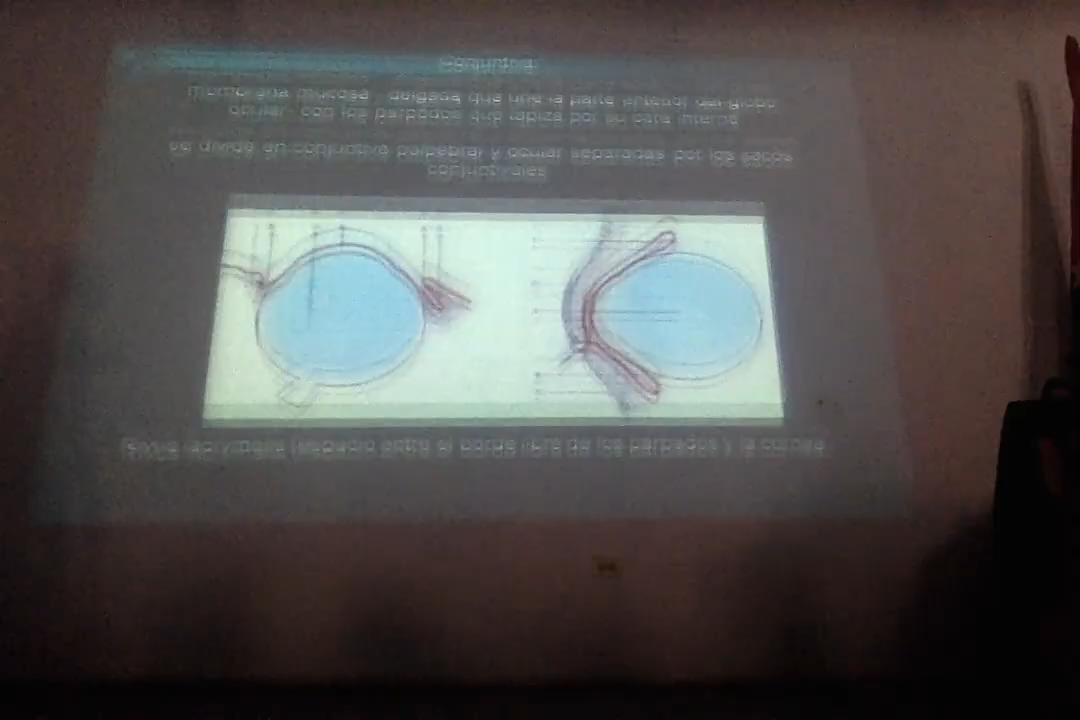 Conjuntiva
Membrana mucosa , delgada que une la parte anterior del globo
ocular, con los parpados que tapiza por su cara interna
se divide en conjuntiva palpebral y ocular separadas por los sacos
conjuntivales
lacrymalis (espacio entre el borde libre de los parpados y la cornea